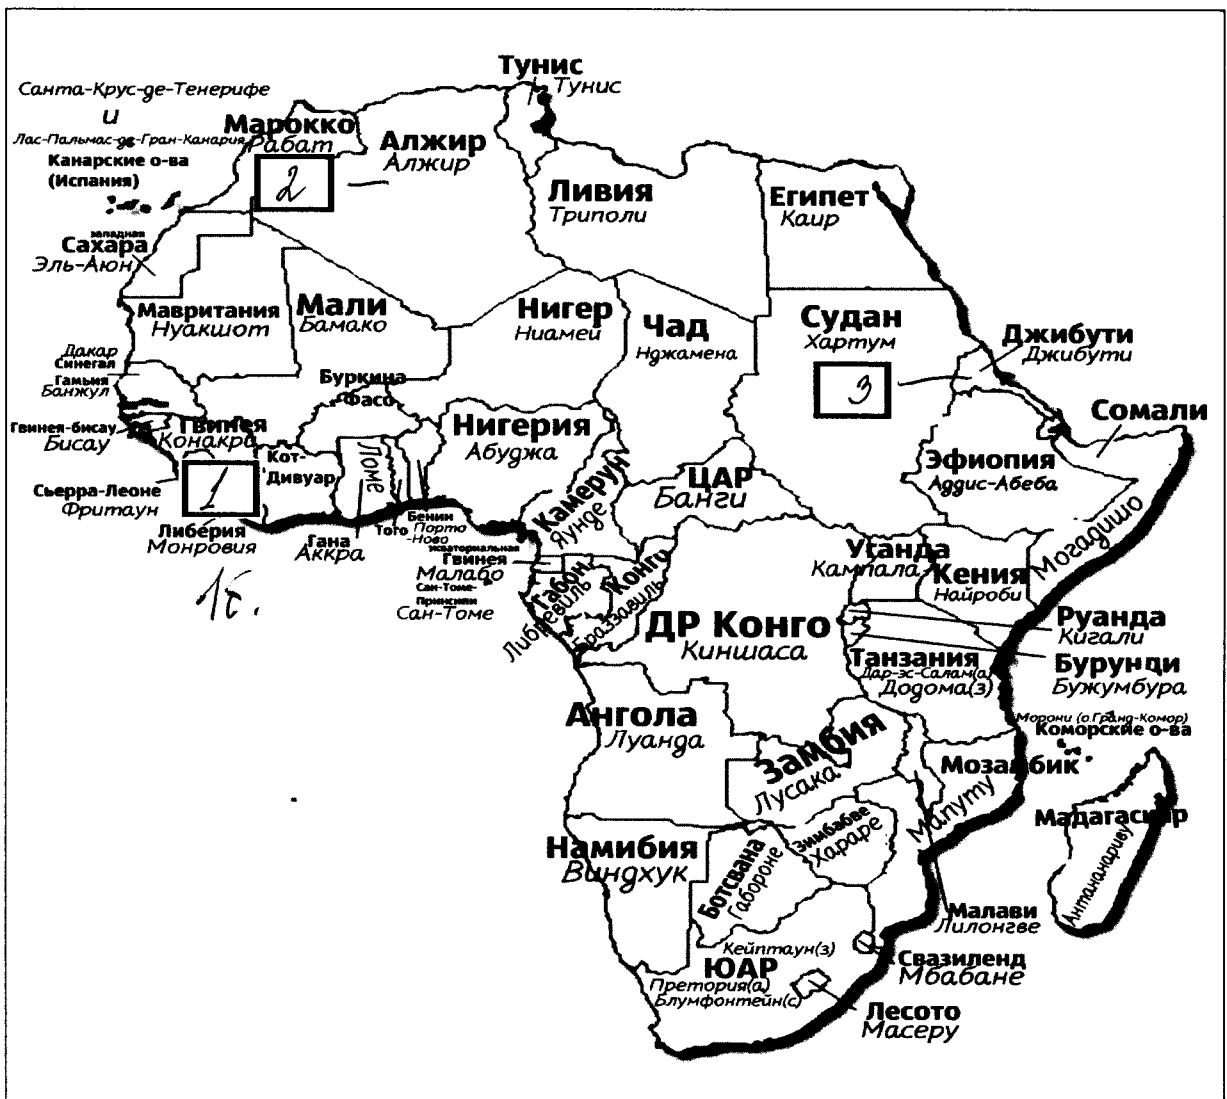 Тунис
Тунис
Санта-Крус-де-Тенерифе
и
Лас-Пальмас-де-Гран-Канария
Канарские о-ва
(Испания)
Марокко
Рабат
2
Алжир
Алжир
Ливия
Триполи
Египет
Каир
западная
Сахара
Эль-Аюн
Мавритания
Нуакшот
Мали
Бамако
Нигер
Ниамей
Чад
Нджамена
Судан
Хартум
3
Джибути
Джибути
Дакар
Синегал
Гамьия
Банжул
Буркина
Фасо
Гвинея-бисау
Бисау
Гвинея
Конакри
1
Кот-
Дивуар
Ломе
Нигерия
Абуджа
Сомали
Могадишо
Эфиопия
Аддис-Абеба
ЦАР
Банги
Камерун
Яунде
Сьерра-Леоне
Фритаун
Либерия
Монровия
Гана
Аккра
Того
Бенин
Порто
-Ново
экваториальная
Гвинея
Малабо
Сан-Томе-
Принсипи
Сан-Томе
Габон
Либревиль
Конго
Браззавиль
Уганда
Кампала
Кения
Найроби
ДР Конго
Киншаса
Руанда
Кигали
Бурунди
Бужумбура
Танзания
Дар-эс-Салам(а)
Додома(з)
Морони (о.Гранд-Комор)
Коморские о-ва
Ангола
Луанда
Замбия
Лусака
Мозамбик
Мапуту
Мадагаскар
Антананариву
Намибия
Виндхук
Ботсвана
Габороне
Зимбабве
Хараре
Малави
Лилонгве
Кейптаун(з)
ЮАР
Претория(а)
Блумфонтейн(с)
Свазиленд
Мбабане
Лесото
Масеру